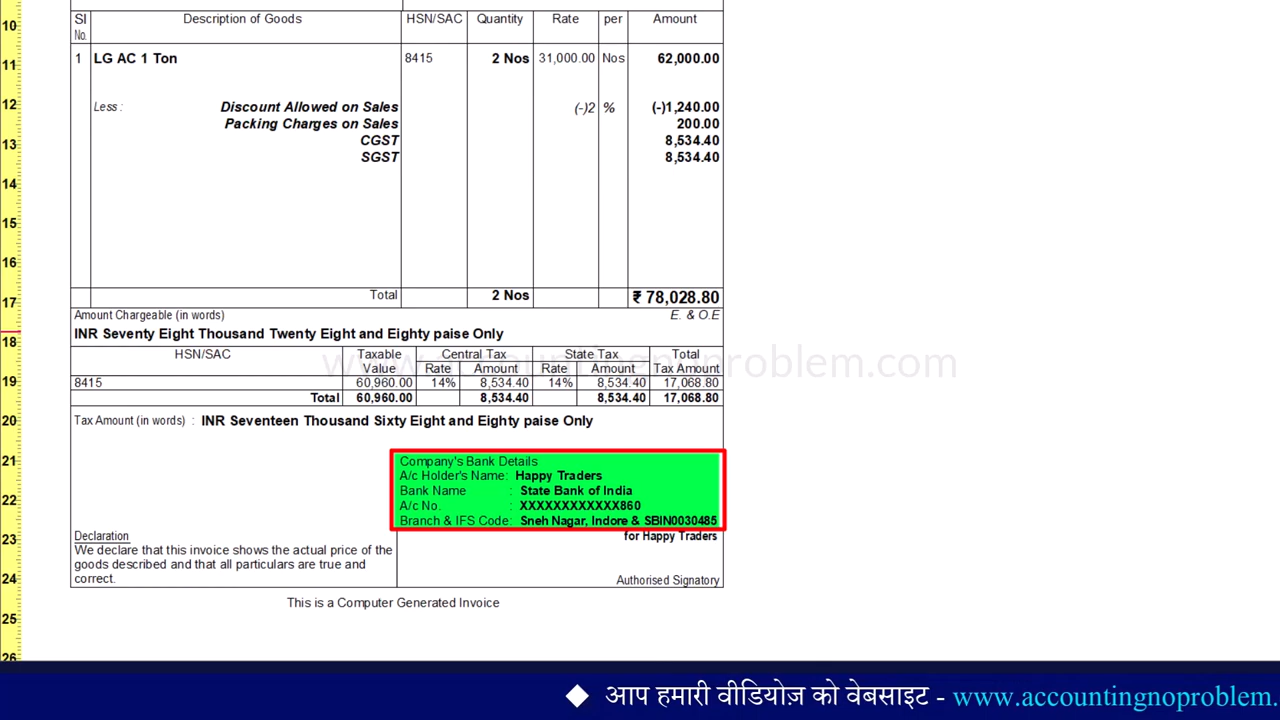 10
Sl No. Description of Goods HSN/SAC Quantity Rate per Amount
11
1 LG AC 1 Ton 8415 2 Nos 31,000.00 Nos 62,000.00
12
Less : Discount Allowed on Sales (-)2 % (-)1,240.00
Packing Charges on Sales 200.00
13
CGST 8,534.40
SGST 8,534.40
14
15
16
17
Total 2 Nos ₹ 78,028.80
Amount Chargeable (in words) E. & O.E
18
INR Seventy Eight Thousand Twenty Eight and Eighty paise Only
HSN/SAC Taxable Value Central Tax State Tax Total Tax Amount
Rate Amount Rate Amount
www.accountingnoproblem.com
19
8415 60,960.00 14% 8,534.40 14% 8,534.40 17,068.80
Total 60,960.00 8,534.40 8,534.40 17,068.80
20
Tax Amount (in words) : INR Seventeen Thousand Sixty Eight and Eighty paise Only
21
Company's Bank Details
A/c Holder's Name: Happy Traders
Bank Name : State Bank of India
22
A/c No. : XXXXXXXXXXXX860
Branch & IFS Code: Sneh Nagar, Indore & SBIN0030485
23
Declaration for Happy Traders
We declare that this invoice shows the actual price of the
goods described and that all particulars are true and
24
correct. Authorised Signatory
This is a Computer Generated Invoice
25
26
◆ आप हमारी वीडियोज़ को वेबसाइट - www.accountingnoproblem.